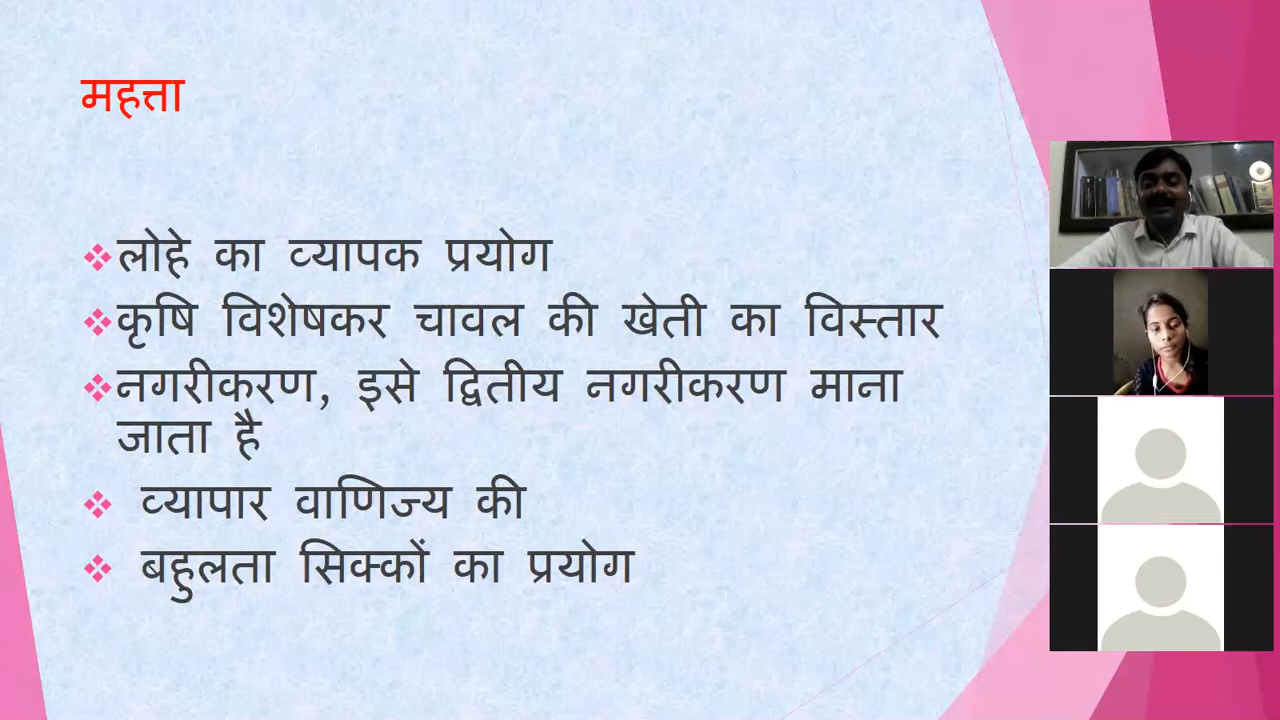 महत्ता
लोहे का व्यापक प्रयोग
कृषि विशेषकर चावल की खेती का विस्तार
नगरीकरण, इसे द्वितीय नगरीकरण माना
जाता है
व्यापार वाणिज्य की
बहुलता सिक्कों का प्रयोग